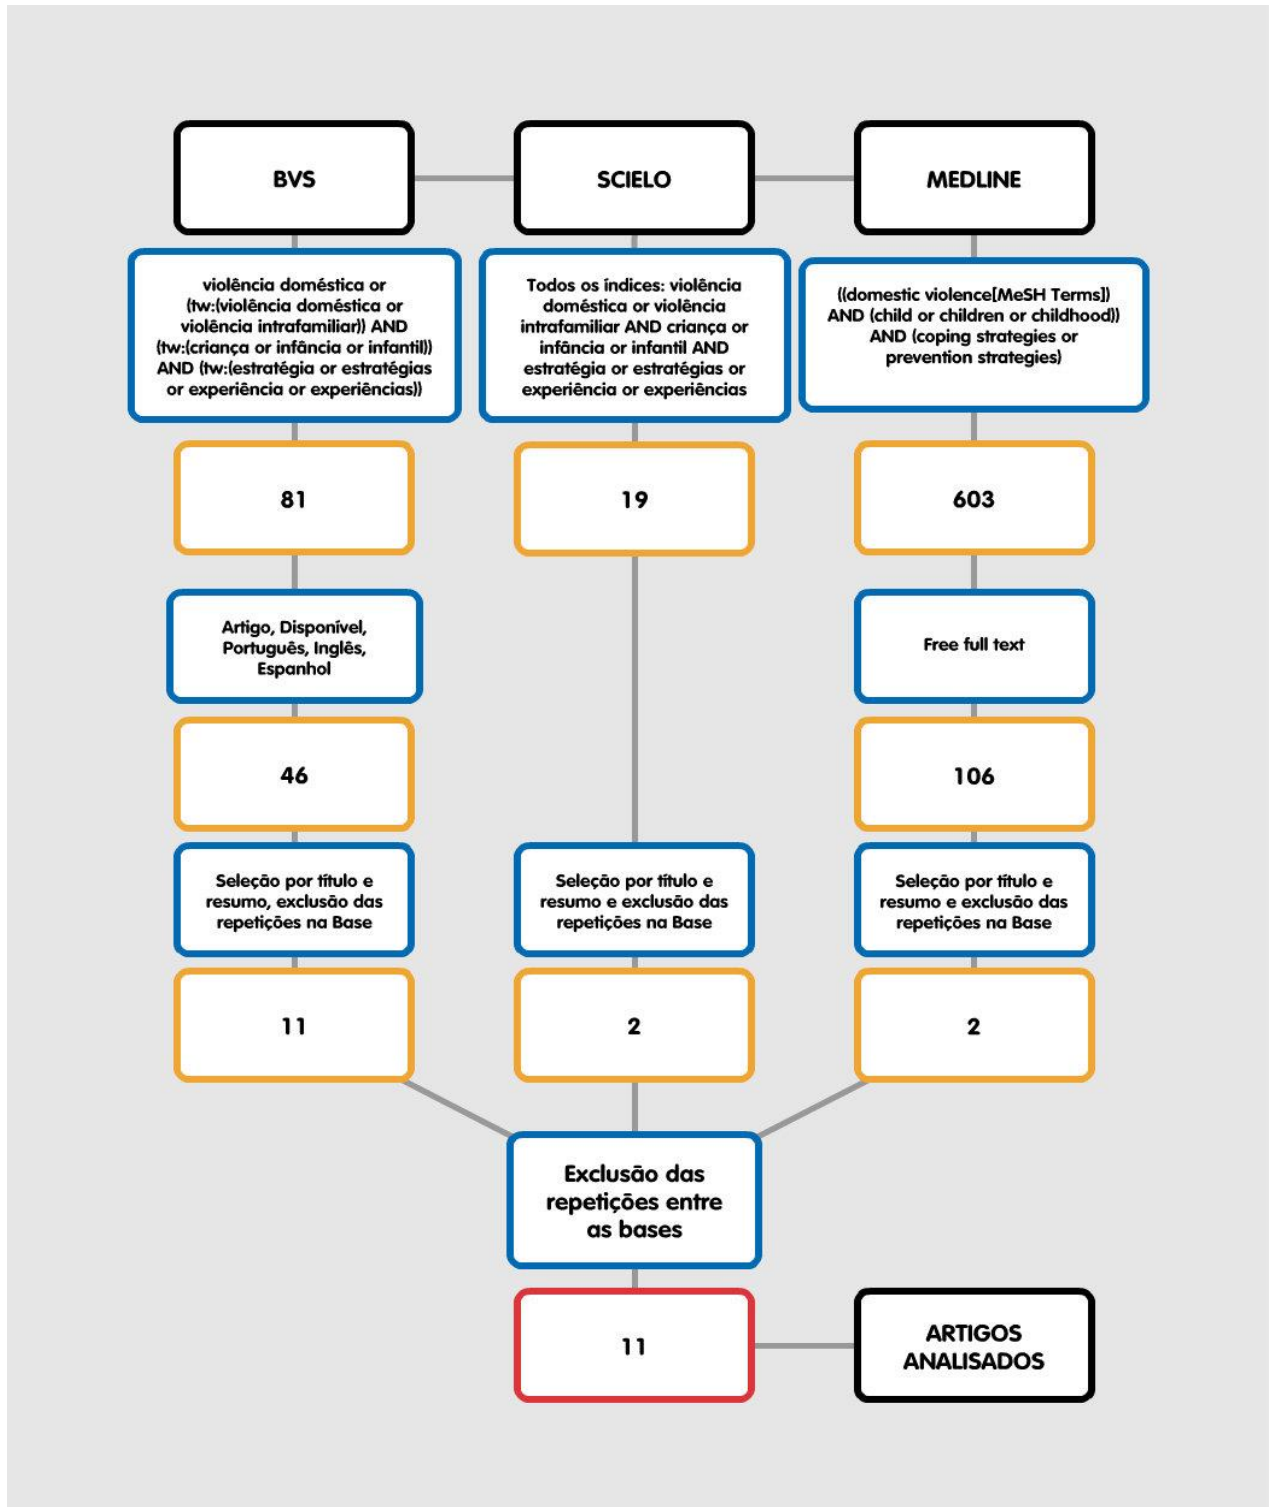 BVS
SCIELO
MEDLINE
violência doméstica or
(tw:(violência doméstica or
violência intrafamiliar)) AND
(tw:(criança or infância or infantil))
AND (tw:(estratégia or estratégias
or experiência or experiências))
Todos os índices: violência
doméstica or violência
intrafamiliar AND criança or
infância or infantil AND
estratégia or estratégias or
experiência or experiências
((domestic violence[MeSH Terms])
AND (child or children or childhood))
AND (coping strategies or
prevention strategies)
81
19
603
Artigo, Disponível,
Português, Inglês,
Espanhol
Free full text
46
106
Seleção por título e
resumo, exclusão das
repetições na Base
Seleção por título e
resumo e exclusão das
repetições na Base
Seleção por título e
resumo e exclusão das
repetições na Base
11
2
2
Exclusão das
repetições entre
as bases
11
ARTIGOS
ANALISADOS